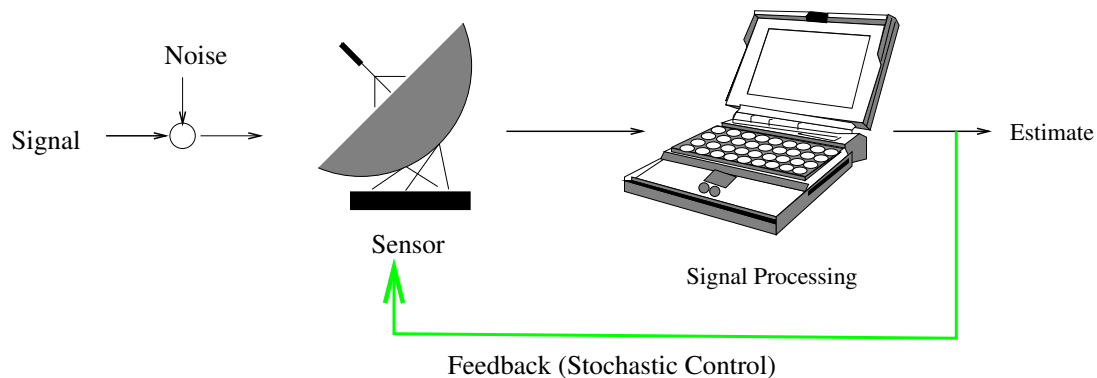 Noise
Signal
Estimate
Sensor
Signal Processing
Feedback (Stochastic Control)